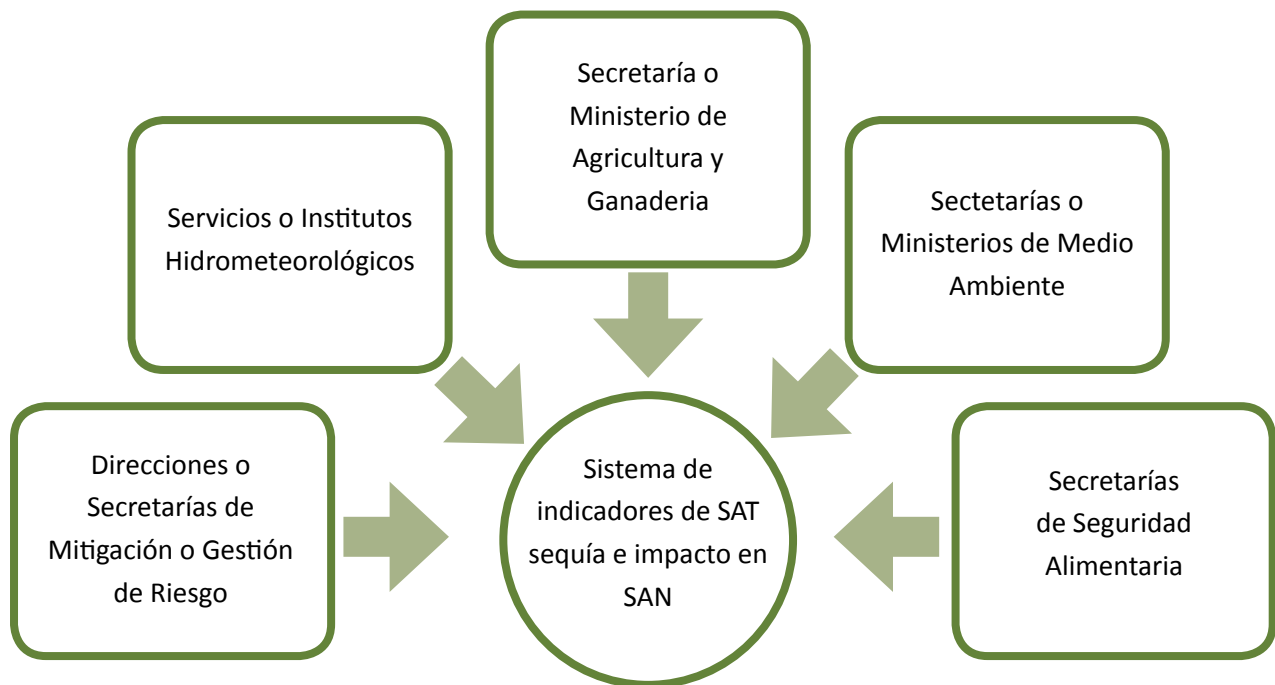 Secretaría o
Ministerio de
Agricultura y
Ganaderia
Servicios o Institutos
Hidrometeorológicos
Sectetarías o
Ministerios de Medio
Ambiente
Direcciones o
Secretarías de
Mitigación o Gestión
de Riesgo
Sistema de
indicadores de SAT
sequía e impacto en
SAN
Secretarías
de Seguridad
Alimentaria